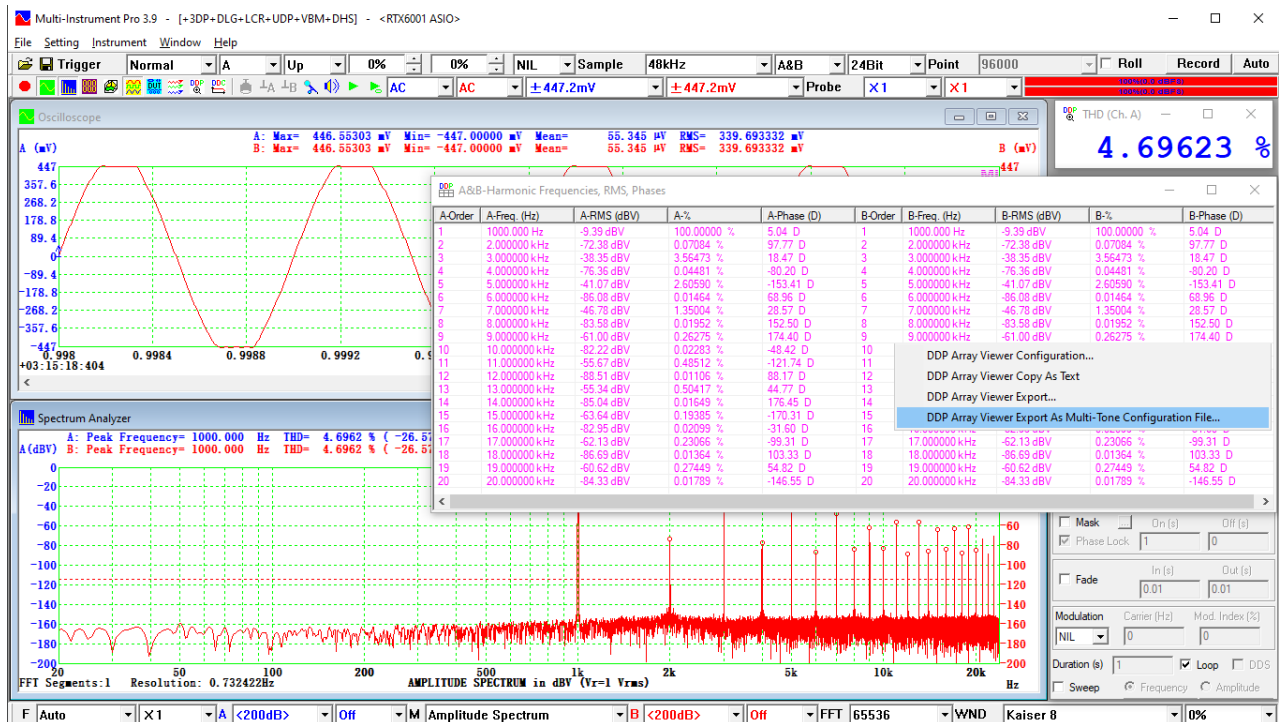 Multi-Instrument Pro 3.9 - [+3DP+DLG+LCR+UDP+VBM+DHS] - <RTX6001 ASIO>
File Setting Instrument Window Help
Trigger Normal A Up 0% 0% NIL Sample 48kHz A&B 24Bit Point 96000 Roll Record Auto
AC AC ±447.2mV ±447.2mV Probe X1 X1
Oscilloscope
A: Max= 446.55303 mV Min= -447.00000 mV Mean= 55.345 µV RMS= 339.693332 mV
B: Max= 446.55303 mV Min= -447.00000 mV Mean= 55.345 µV RMS= 339.693332 mV
A (mV) B (mV)
447 447
357.6
268.2
178.8
89.4
0
-89.4
-178.8
-268.2
-357.6
-447
0.998 0.9984 0.9988 0.9992
+03:15:18:404
THD (Ch. A)
4.69623 %
A&B-Harmonic Frequencies, RMS, Phases
A-Order A-Freq. (Hz) A-RMS (dBV) A-% A-Phase (D) B-Order B-Freq. (Hz) B-RMS (dBV) B-% B-Phase (D)
1 1000.000 Hz -9.39 dBV 100.00000 % 5.04 D 1 1000.000 Hz -9.39 dBV 100.00000 % 5.04 D
2 2.000000 kHz -72.38 dBV 0.07084 % 97.77 D 2 2.000000 kHz -72.38 dBV 0.07084 % 97.77 D
3 3.000000 kHz -38.35 dBV 3.56473 % 18.47 D 3 3.000000 kHz -38.35 dBV 3.56473 % 18.47 D
4 4.000000 kHz -76.36 dBV 0.04481 % -80.20 D 4 4.000000 kHz -76.36 dBV 0.04481 % -80.20 D
5 5.000000 kHz -41.07 dBV 2.60590 % -153.41 D 5 5.000000 kHz -41.07 dBV 2.60590 % -153.41 D
6 6.000000 kHz -86.08 dBV 0.01464 % 68.96 D 6 6.000000 kHz -86.08 dBV 0.01464 % 68.96 D
7 7.000000 kHz -46.78 dBV 1.35004 % 28.57 D 7 7.000000 kHz -46.78 dBV 1.35004 % 28.57 D
8 8.000000 kHz -83.58 dBV 0.01952 % 152.50 D 8 8.000000 kHz -83.58 dBV 0.01952 % 152.50 D
9 9.000000 kHz -61.00 dBV 0.26275 % 174.40 D 9 9.000000 kHz -61.00 dBV 0.26275 % 174.40 D
10 10.000000 kHz -82.22 dBV 0.02283 % -48.42 D 10
11 11.000000 kHz -55.67 dBV 0.48512 % -121.74 D 11
12 12.000000 kHz -88.51 dBV 0.01106 % 88.17 D 12
13 13.000000 kHz -55.34 dBV 0.50417 % 44.77 D 13
14 14.000000 kHz -85.04 dBV 0.01649 % 176.45 D 14
15 15.000000 kHz -63.64 dBV 0.19385 % -170.31 D 15
16 16.000000 kHz -82.95 dBV 0.02099 % -31.60 D 16
17 17.000000 kHz -62.13 dBV 0.23066 % -99.31 D 17 17.000000 kHz -62.13 dBV 0.23066 % -99.31 D
18 18.000000 kHz -86.69 dBV 0.01364 % 103.33 D 18 18.000000 kHz -86.69 dBV 0.01364 % 103.33 D
19 19.000000 kHz -60.62 dBV 0.27449 % 54.82 D 19 19.000000 kHz -60.62 dBV 0.27449 % 54.82 D
20 20.000000 kHz -84.33 dBV 0.01789 % -146.55 D 20 20.000000 kHz -84.33 dBV 0.01789 % -146.55 D
DDP Array Viewer Configuration...
DDP Array Viewer Copy As Text
DDP Array Viewer Export...
DDP Array Viewer Export As Multi-Tone Configuration File...
Spectrum Analyzer
A: Peak Frequency= 1000.000 Hz THD= 4.6962 % ( -26.57
B: Peak Frequency= 1000.000 Hz THD= 4.6962 % ( -26.57
A(dBV)
0
-20
-40
-60 -60
-80 -80
-100 -100
-120 -120
-140 -140
-160 -160
-180 -180
-200 -200
20 50 100 200 500 1k 2k 5k 10k 20k
FFT Segments:1 Resolution: 0.732422Hz AMPLITUDE SPECTRUM in dBV (Vr=1 Vrms) Hz
Mask ... On (s) Off (s)
Phase Lock 1 0
In (s) Out (s)
Fade 0.01 0.01
Modulation Carrier (Hz) Mod. Index (%)
NIL 0 0
Duration (s) 1 Loop DDS
Sweep Frequency Amplitude
F Auto X1 A <200dB> Off M Amplitude Spectrum B <200dB> Off FFT 65536 WND Kaiser 8 0%